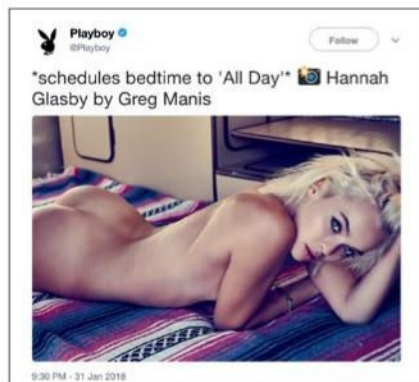 Playboy
@Playboy
Follow
*schedules bedtime to 'All Day'* 📸 Hannah
Glasby by Greg Manis
9:30 PM - 31 Jan 2018